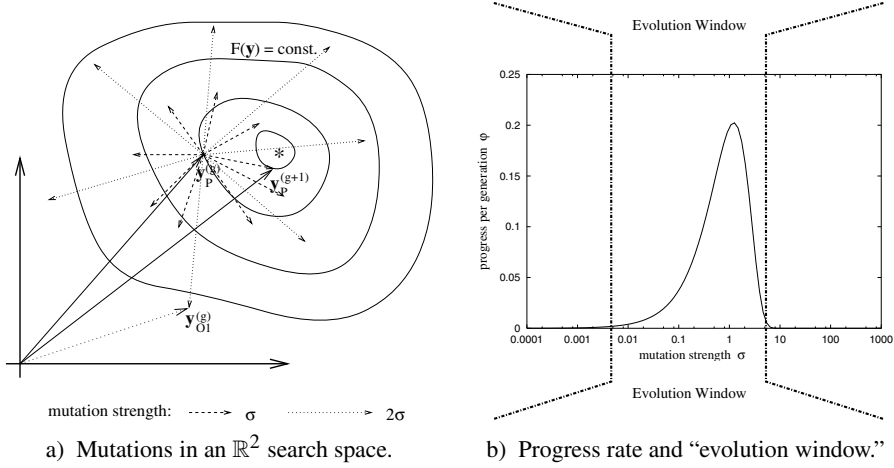 F(y) = const.
*
y_P^(g)
y_P^(g+1)
y_O1^(g)
mutation strength: σ 2σ
a) Mutations in an ℝ² search space.
Evolution Window
0.25
0.2
0.15
0.1
0.05
0
progress per generation φ
0.0001 0.001 0.01 0.1 1 10 100 1000
mutation strength σ
Evolution Window
b) Progress rate and “evolution window.”